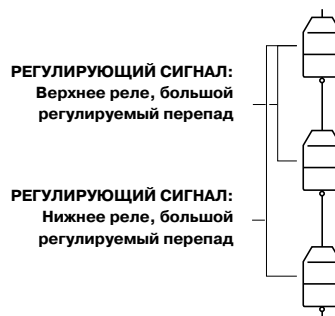 РЕГУЛИРУЮЩИЙ СИГНАЛ:
Верхнее реле, большой
регулируемый перепад
РЕГУЛИРУЮЩИЙ СИГНАЛ:
Нижнее реле, большой
регулируемый перепад